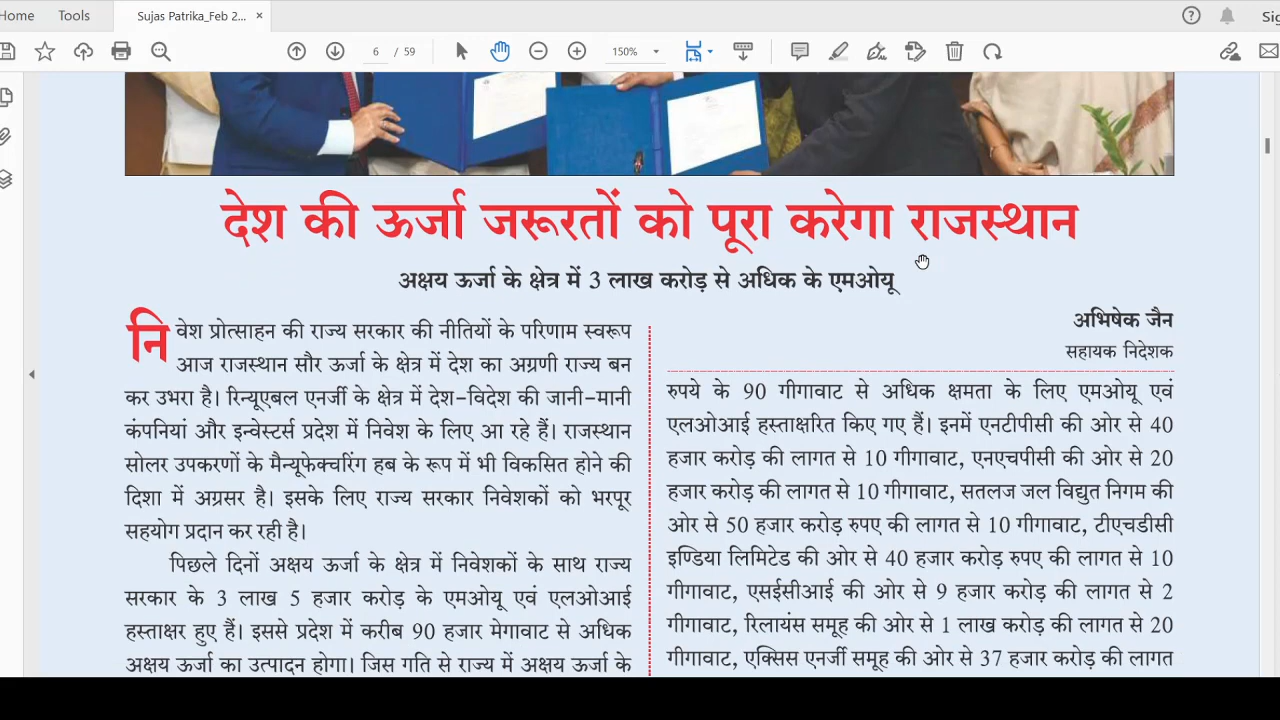 Home
Tools
Sujas Patrika_Feb 2...
×
6 / 59
150%
देश की ऊर्जा जरूरतों को पूरा करेगा राजस्थान
अक्षय ऊर्जा के क्षेत्र में 3 लाख करोड़ से अधिक के एमओयू
निवेश प्रोत्साहन की राज्य सरकार की नीतियों के परिणाम स्वरूप
आज राजस्थान सौर ऊर्जा के क्षेत्र में देश का अग्रणी राज्य बन
कर उभरा है। रिन्यूएबल एनर्जी के क्षेत्र में देश-विदेश की जानी-मानी
कंपनियां और इन्वेस्टर्स प्रदेश में निवेश के लिए आ रहे हैं। राजस्थान
सोलर उपकरणों के मैन्यूफेक्चरिंग हब के रूप में भी विकसित होने की
दिशा में अग्रसर है। इसके लिए राज्य सरकार निवेशकों को भरपूर
सहयोग प्रदान कर रही है।
पिछले दिनों अक्षय ऊर्जा के क्षेत्र में निवेशकों के साथ राज्य
सरकार के 3 लाख 5 हजार करोड़ के एमओयू एवं एलओआई
हस्ताक्षर हुए हैं। इससे प्रदेश में करीब 90 हजार मेगावाट से अधिक
अक्षय ऊर्जा का उत्पादन होगा। जिस गति से राज्य में अक्षय ऊर्जा के
अभिषेक जैन
सहायक निदेशक
रुपये के 90 गीगावाट से अधिक क्षमता के लिए एमओयू एवं
एलओआई हस्ताक्षरित किए गए हैं। इनमें एनटीपीसी की ओर से 40
हजार करोड़ की लागत से 10 गीगावाट, एनएचपीसी की ओर से 20
हजार करोड़ की लागत से 10 गीगावाट, सतलज जल विद्युत निगम की
ओर से 50 हजार करोड़ रुपए की लागत से 10 गीगावाट, टीएचडीसी
इण्डिया लिमिटेड की ओर से 40 हजार करोड़ रुपए की लागत से 10
गीगावाट, एसईसीआई की ओर से 9 हजार करोड़ की लागत से 2
गीगावाट, रिलायंस समूह की ओर से 1 लाख करोड़ की लागत से 20
गीगावाट, एक्सिस एनर्जी समूह की ओर से 37 हजार करोड़ की लागत